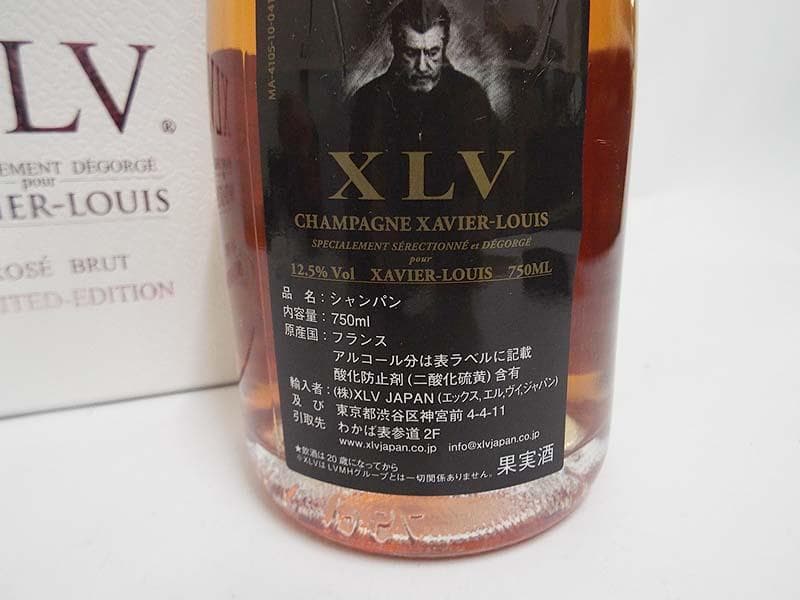 LV®
EMENT DÉGORGÉ
pour
IER-LOUIS
ROSÉ BRUT
ITED-EDITION
MA-4105-10-041
XLV
CHAMPAGNE XAVIER-LOUIS
SPECIALEMENT SÉRECTIONNÉ et DÉGORGÉ
pour
12.5% Vol XAVIER-LOUIS 750ML
品 名：シャンパン
内容量：750ml
原産国：フランス
アルコール分は表ラベルに記載
酸化防止剤(二酸化硫黄)含有
輸入者：(株)XLV JAPAN(エックス,エル,ヴイ,ジャパン)
及 び 東京都渋谷区神宮前 4-4-11
引取先 わかば表参道 2F
www.xlvjapan.co.jp info@xlvjapan.co.jp
★飲酒は20歳になってから
※XLVはLVMHグループとは一切関係ありません。
果実酒